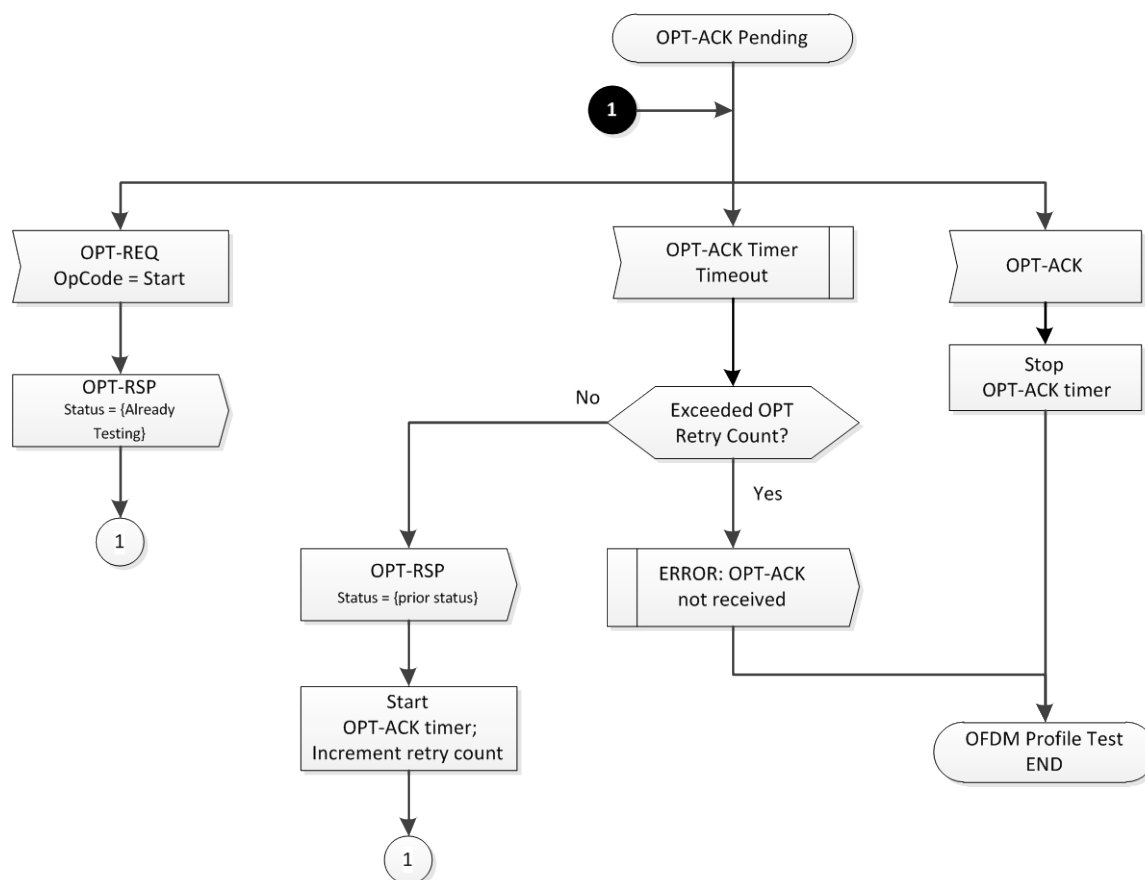 OPT-ACK Pending
1
OPT-REQ
OpCode = Start
OPT-ACK Timer
Timeout
OPT-ACK
OPT-RSP
Status = {Already
Testing}
Stop
OPT-ACK timer
No
Exceeded OPT
Retry Count?
Yes
1
OPT-RSP
Status = {prior status}
ERROR: OPT-ACK
not received
Start
OPT-ACK timer;
Increment retry count
OFDM Profile Test
END
1